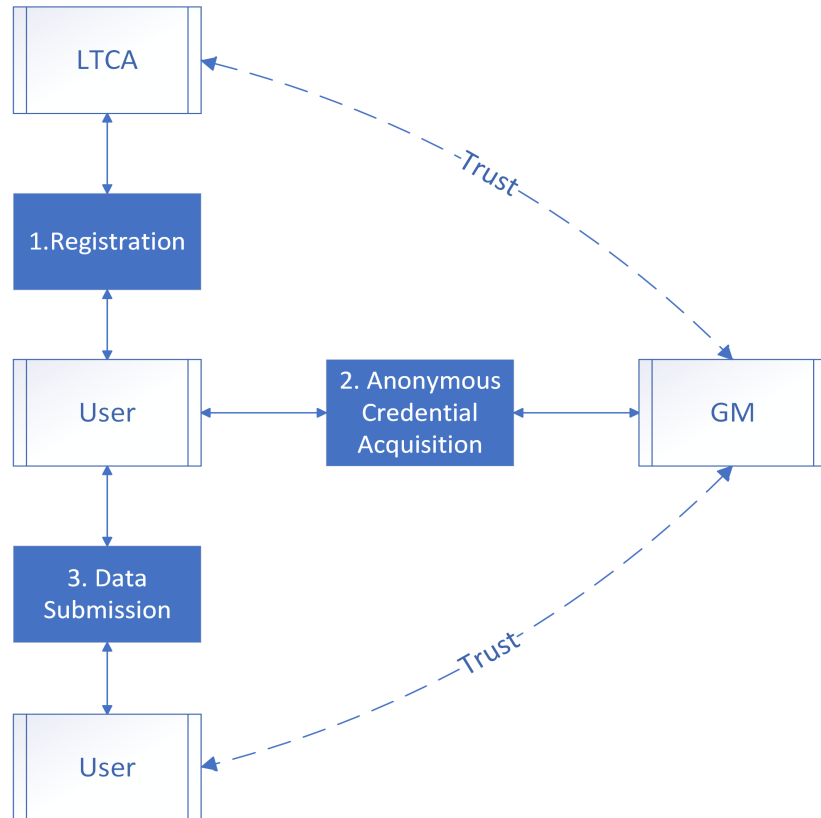 LTCA
Trust
1.Registration
User
2. Anonymous
Credential
Acquisition
GM
3. Data
Submission
Trust
User